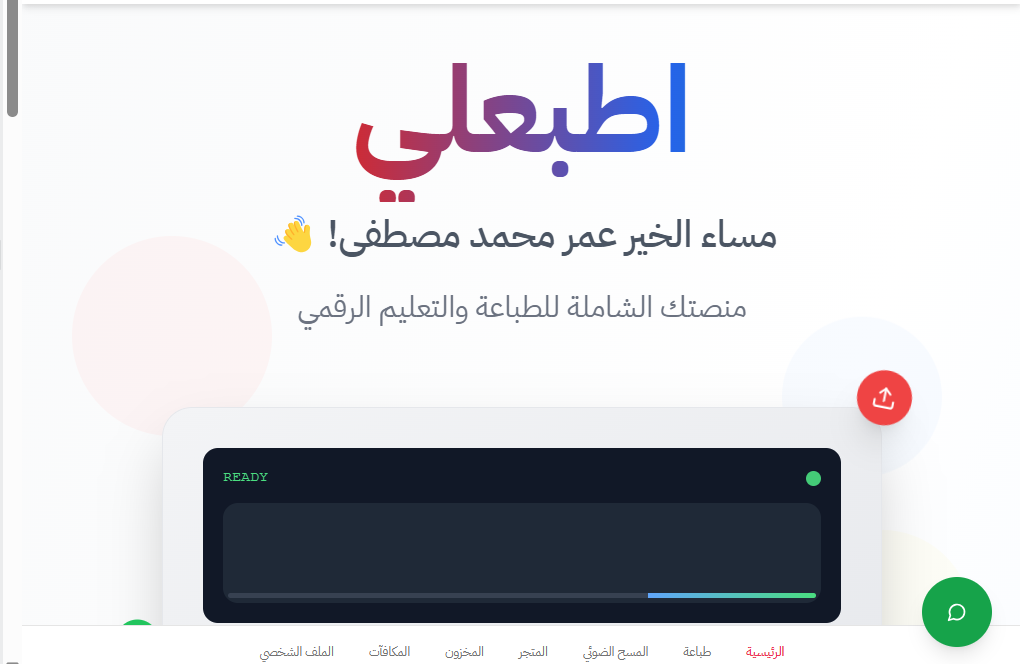 اطبعلي
مساء الخير عمر محمد مصطفى! 👋
منصتك الشاملة للطباعة والتعليم الرقمي
READY
الرئيسية طباعة المسح الضوئي المتجر المخزون المكافآت الملف الشخصي